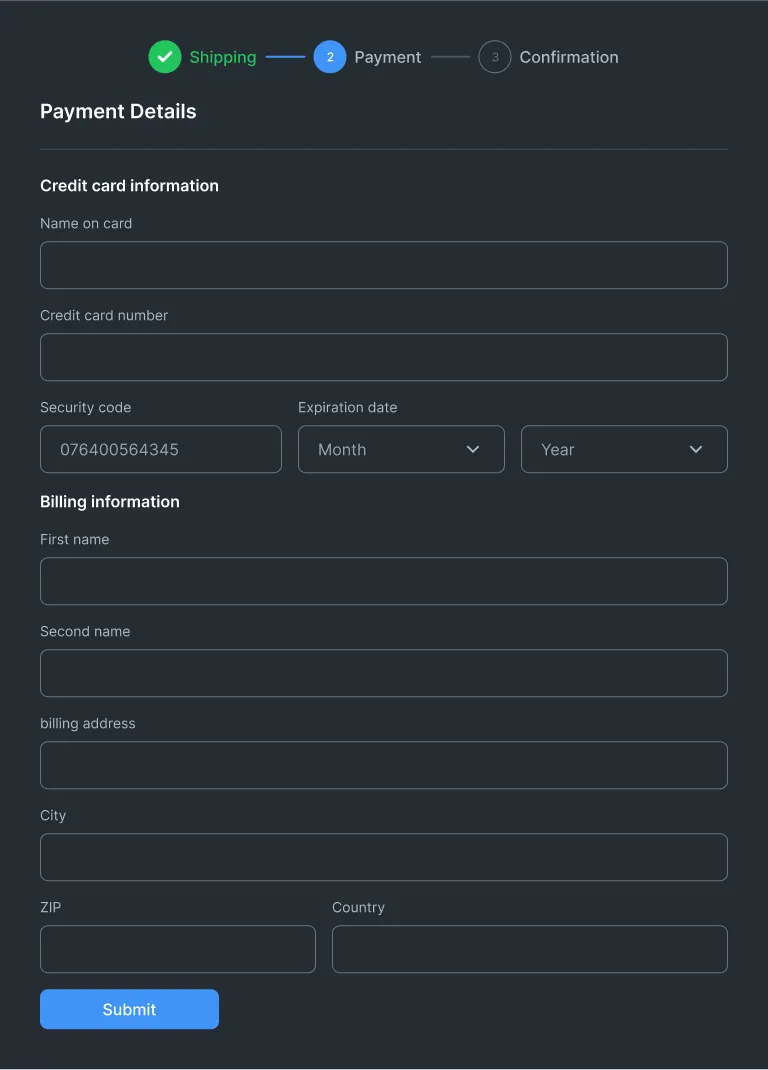 Shipping 2 Payment 3 Confirmation
Payment Details
Credit card information
Name on card
Credit card number
Security code Expiration date
076400564345 Month Year
Billing information
First name
Second name
billing address
City
ZIP Country
Submit